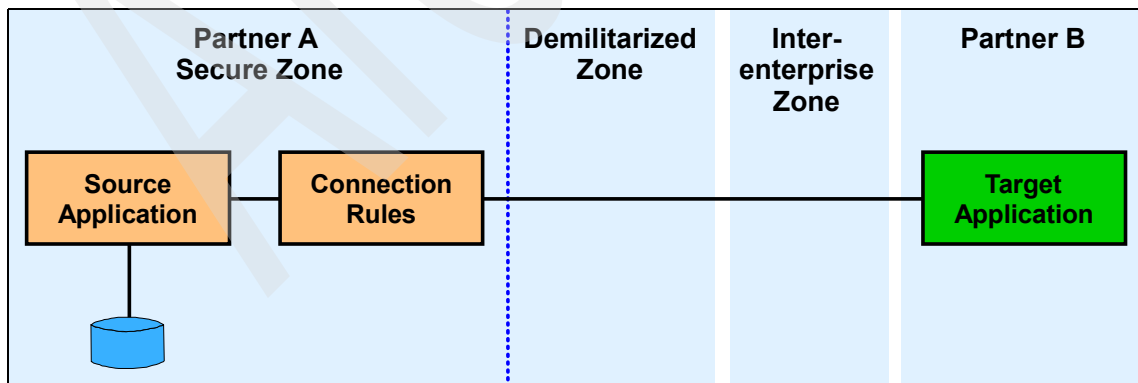 Partner A
Secure Zone
Demilitarized
Zone
Inter-
enterprise
Zone
Partner B
Source
Application
Connection
Rules
Target
Application